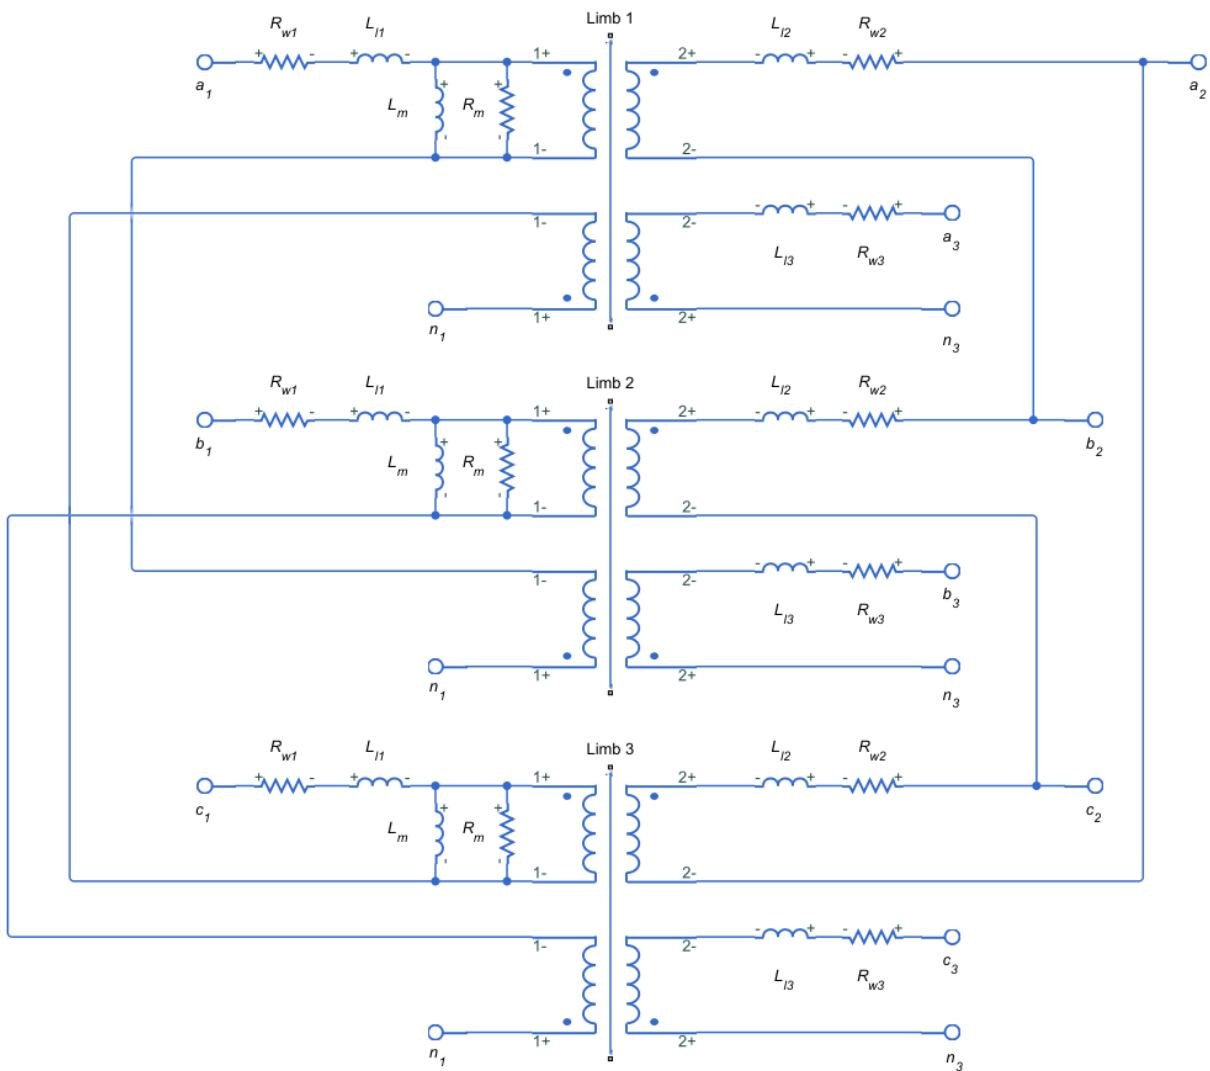 Limb 1
R_w1 L_l1 L_l2 R_w2
+ - + - 1+ 2+ - + - +
a_1 a_2
L_m + R_m +
- - 1- 2-
1- 2- - + - +
a_3
L_l3 R_w3
n_1 1+ 2+ n_3
Limb 2
R_w1 L_l1 L_l2 R_w2
+ - + - 1+ 2+ - + - +
b_1 b_2
L_m + R_m +
- - 1- 2-
1- 2- - + - +
b_3
L_l3 R_w3
n_1 1+ 2+ n_3
Limb 3
R_w1 L_l1 L_l2 R_w2
+ - + - 1+ 2+ - + - +
c_1 c_2
L_m + R_m +
- - 1- 2-
1- 2- - + - +
c_3
L_l3 R_w3
n_1 1+ 2+ n_3